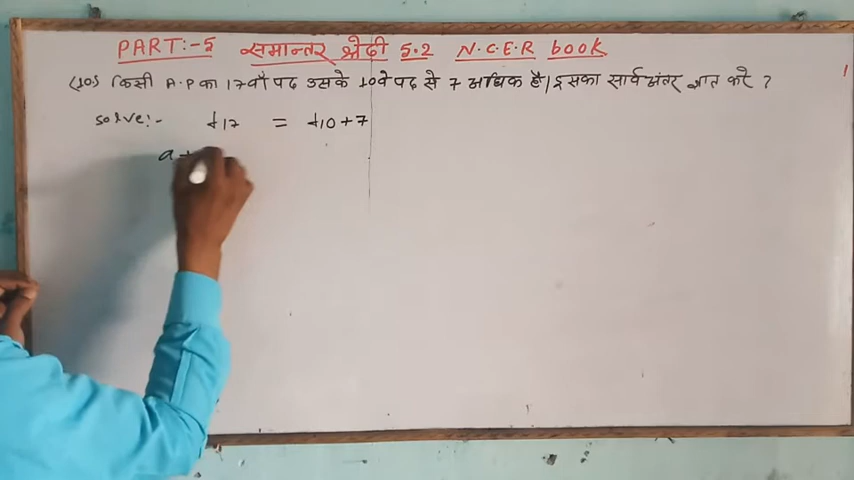 PART:-5 समान्तर श्रेढी 5.2 N.C.E.R book
(10) किसी A.P का 17वाँ पद उसके 10वे पद से 7 अधिक है। इसका सार्व अंतर ज्ञात करे ?
solve:- t17 = t10+7
a+